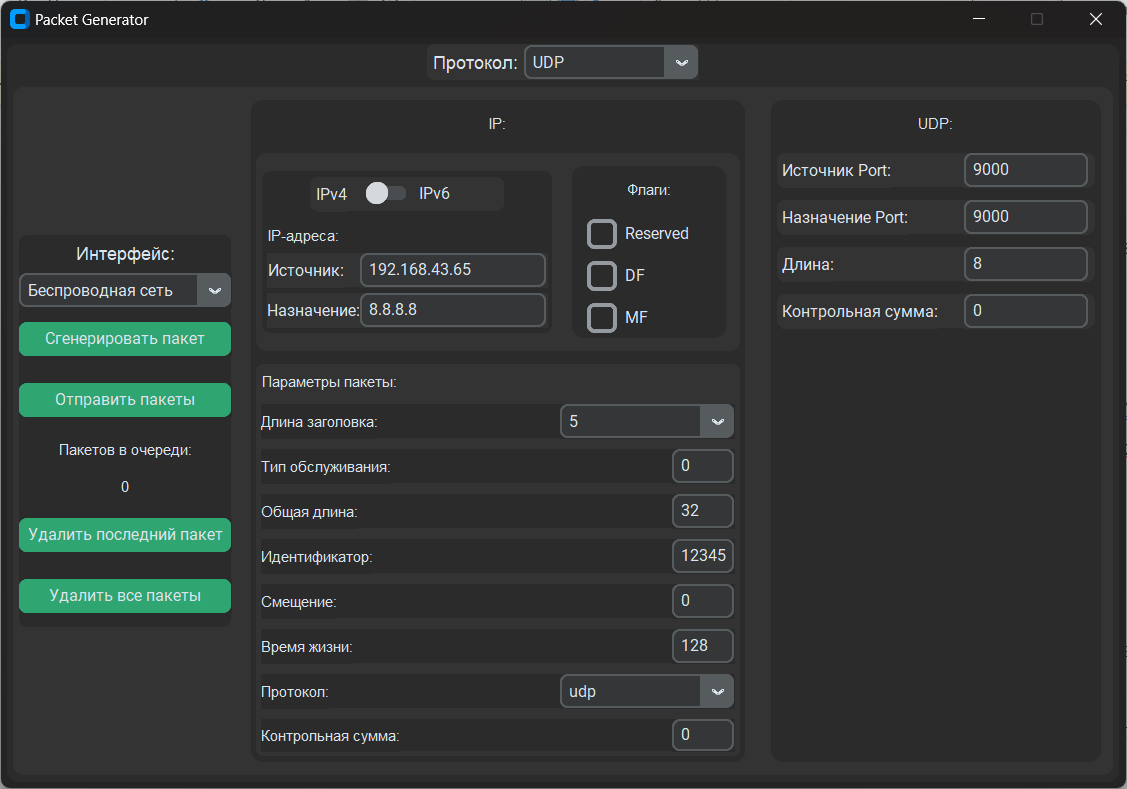 Packet Generator
Протокол: UDP
Интерфейс:
Беспроводная сеть
Сгенерировать пакет
Отправить пакеты
Пакетов в очереди:
0
Удалить последний пакет
Удалить все пакеты
IP:
IPv4 IPv6
IP-адреса:
Источник: 192.168.43.65
Назначение: 8.8.8.8
Флаги:
Reserved
DF
MF
Параметры пакеты:
Длина заголовка: 5
Тип обслуживания: 0
Общая длина: 32
Идентификатор: 12345
Смещение: 0
Время жизни: 128
Протокол: udp
Контрольная сумма: 0
UDP:
Источник Port: 9000
Назначение Port: 9000
Длина: 8
Контрольная сумма: 0